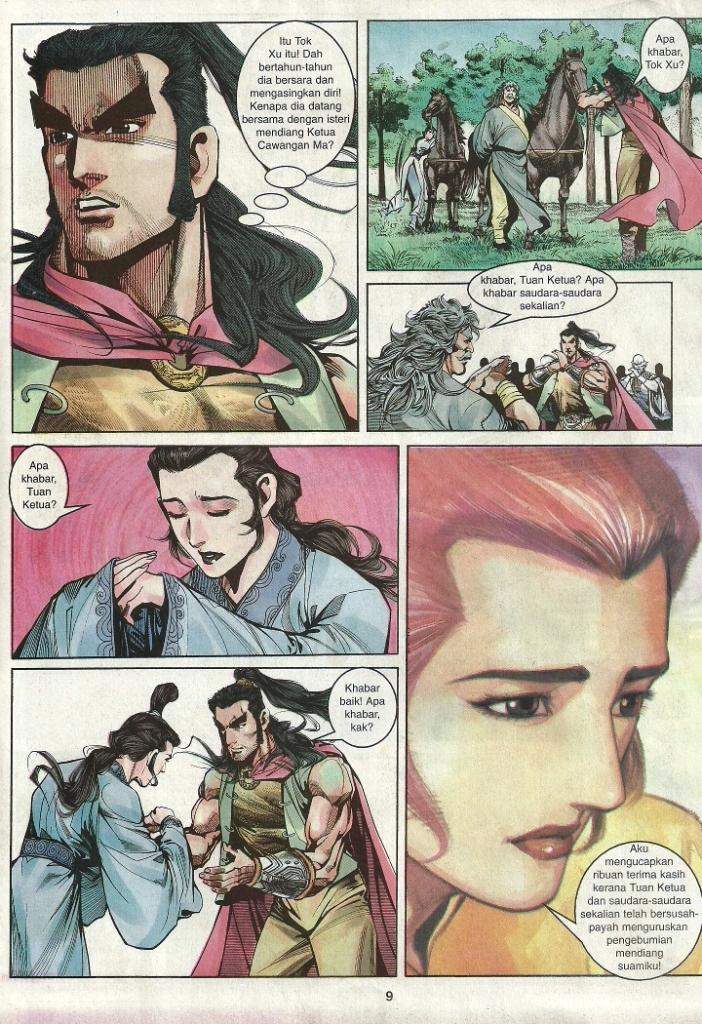 Itu Tok
Xu itu! Dah
bertahun-tahun
dia bersara dan
mengasingkan diri!
Kenapa dia datang
bersama dengan isteri
mendiang Ketua
Cawangan Ma?
Apa
khabar,
Tok Xu?
Apa
khabar, Tuan Ketua? Apa
khabar saudara-saudara
sekalian?
Apa
khabar,
Tuan
Ketua?
Khabar
baik! Apa
khabar,
kak?
Aku
mengucapkan
ribuan terima kasih
kerana Tuan Ketua
dan saudara-saudara
sekalian telah bersusah-
payah menguruskan
pengebumian
mendiang
suamiku!
9